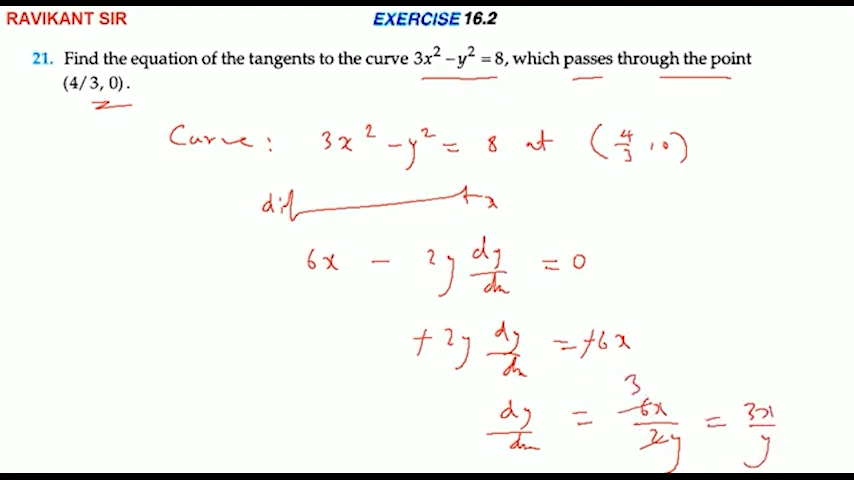 RAVIKANT SIR
EXERCISE 16.2
21. Find the equation of the tangents to the curve 3x² – y² = 8, which passes through the point
(4/3, 0).
Curve: 3x² – y² = 8 at (4/3, 0)
dif x
6x – 2y dy/dx = 0
+2y dy/dx = +6x
dy/dx = 6x/2y 3 = 3x/y